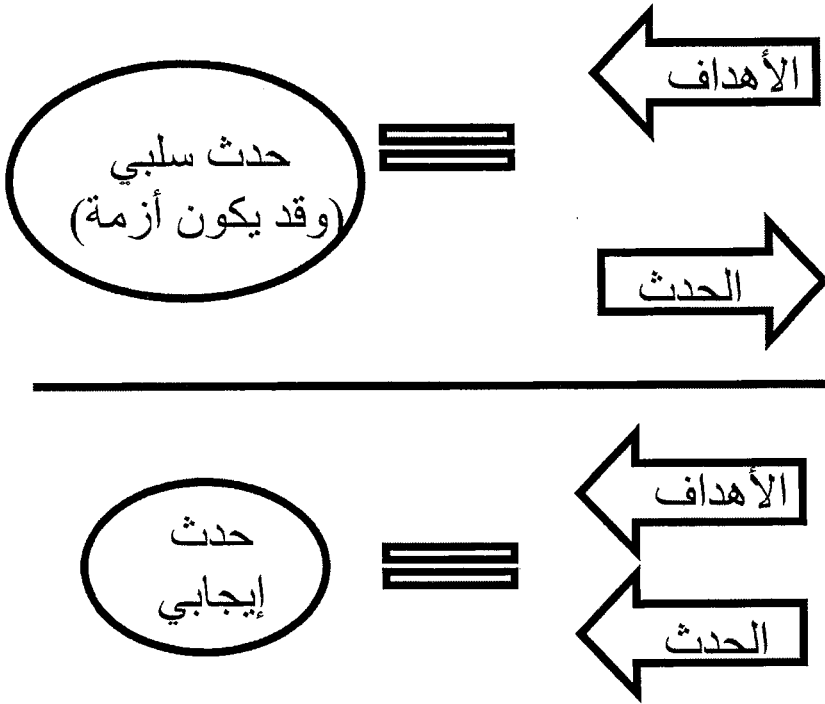 الأهداف
حدث سلبي
(وقد يكون أزمة)
الحدث
الأهداف
حدث
إيجابي
الحدث